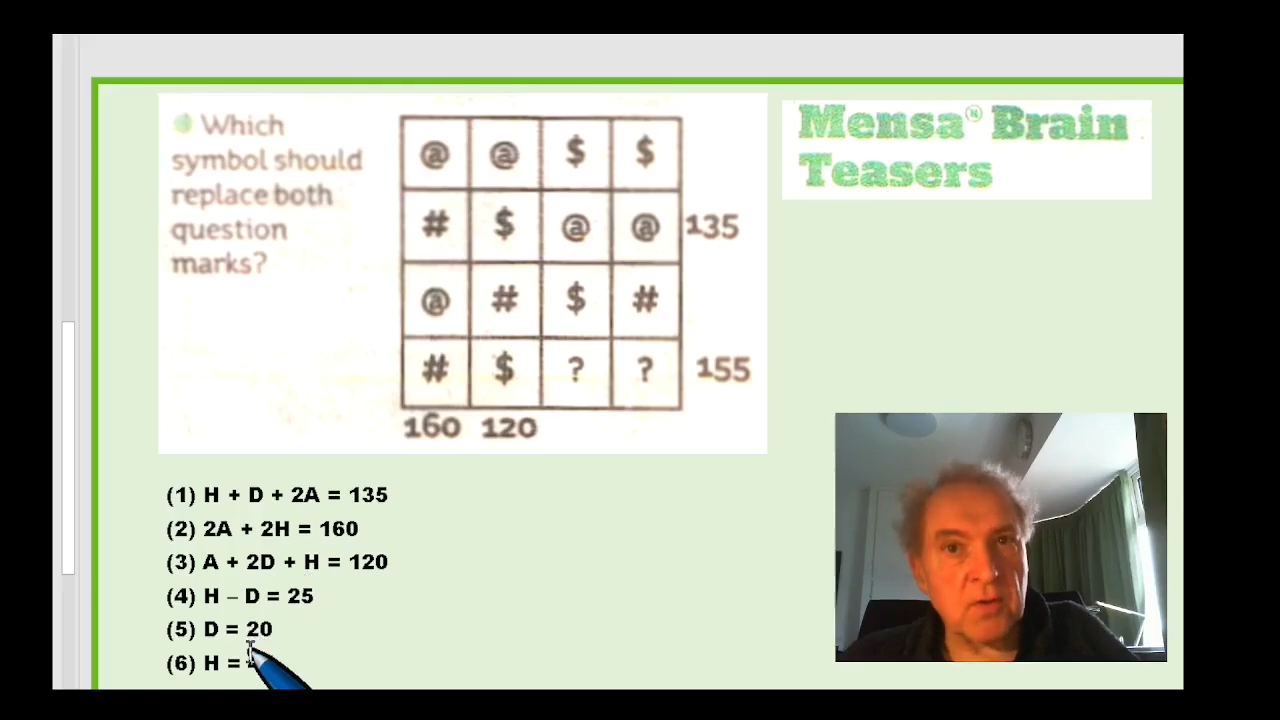 Which
symbol should
replace both
question
marks?
@ @ $ $
# $ @ @ 135
@ # $ #
# $ ? ? 155
160 120
Mensa® Brain
Teasers
(1) H + D + 2A = 135
(2) 2A + 2H = 160
(3) A + 2D + H = 120
(4) H – D = 25
(5) D = 20
(6) H =